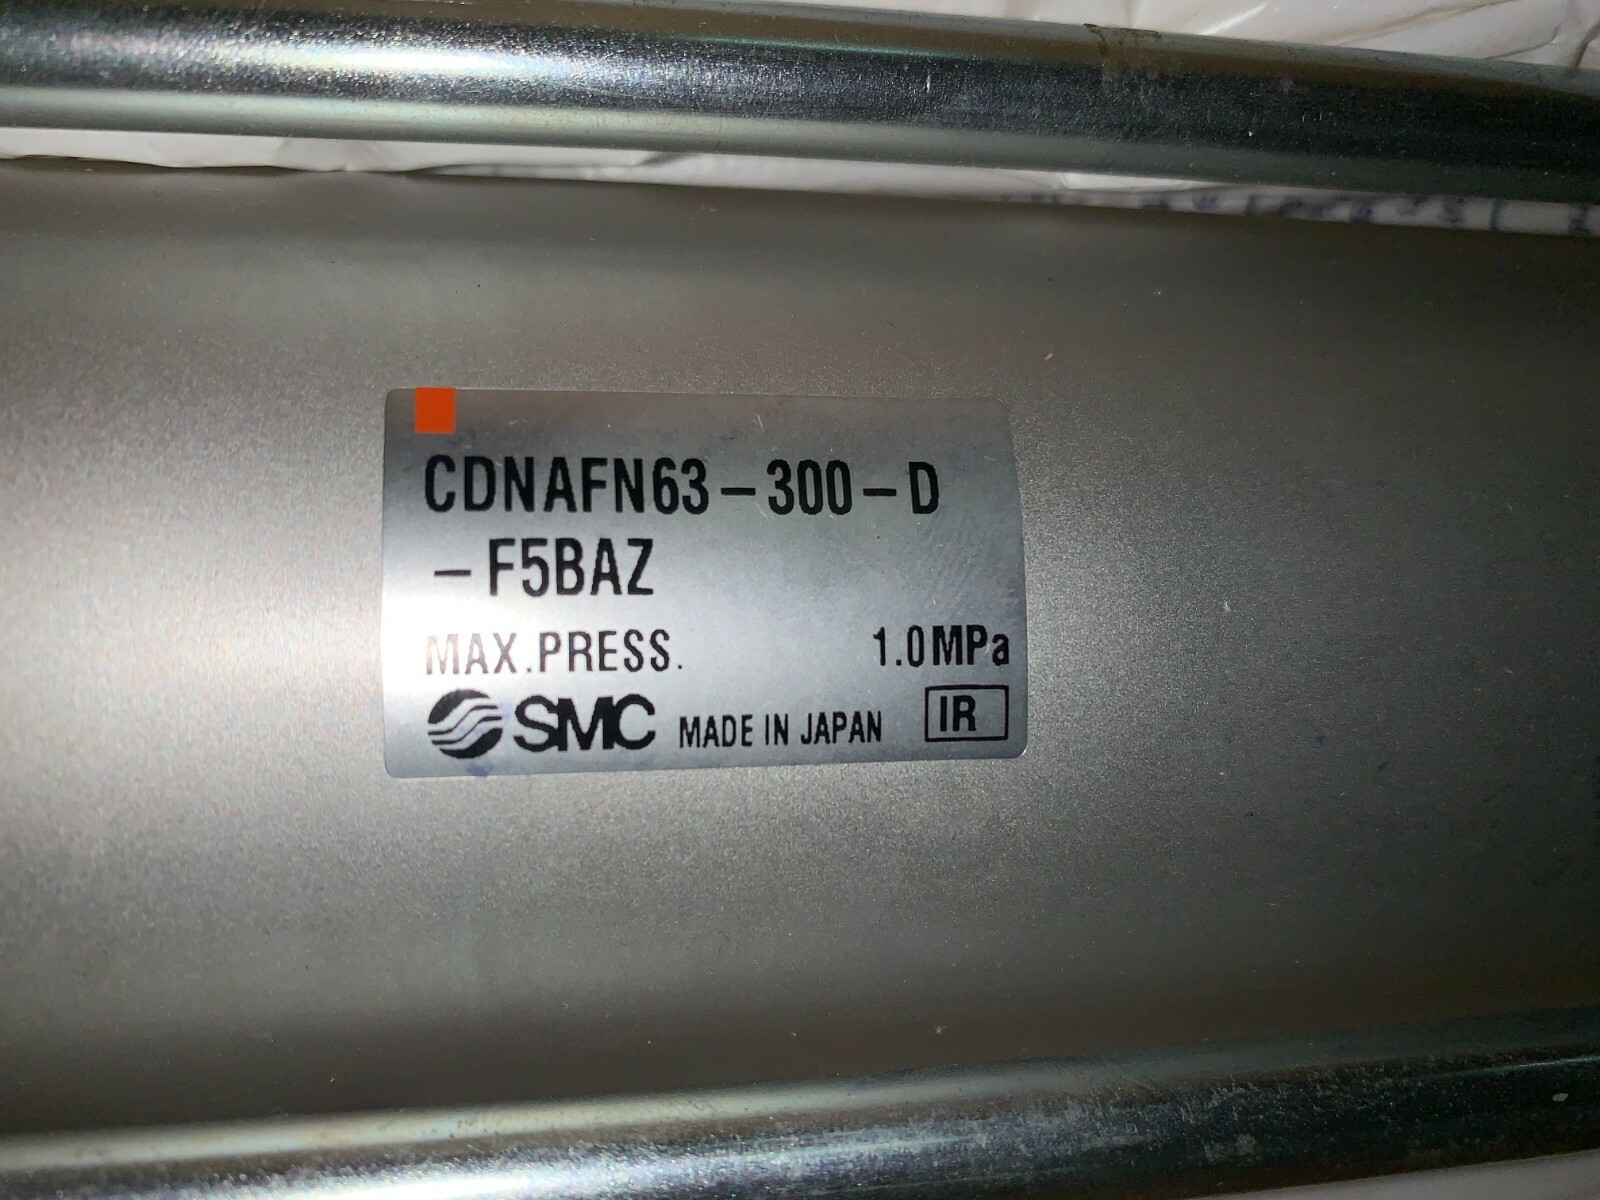 CDNAFN63-300-D
-F5BAZ
MAX.PRESS. 1.0MPa
SMC MADE IN JAPAN IR